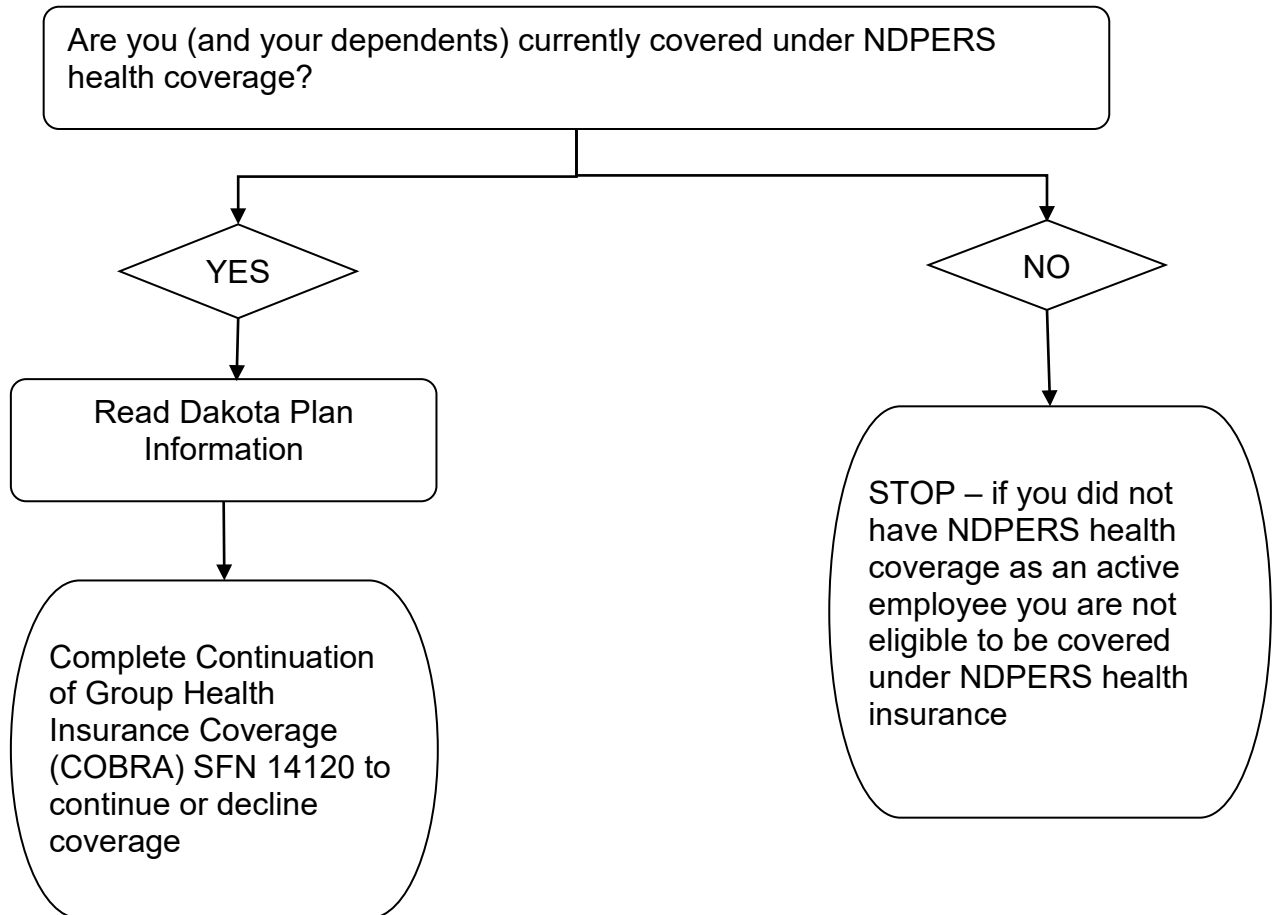 Are you (and your dependents) currently covered under NDPERS
health coverage?
YES
NO
Read Dakota Plan
Information
STOP – if you did not
have NDPERS health
coverage as an active
employee you are not
eligible to be covered
under NDPERS health
insurance
Complete Continuation
of Group Health
Insurance Coverage
(COBRA) SFN 14120 to
continue or decline
coverage